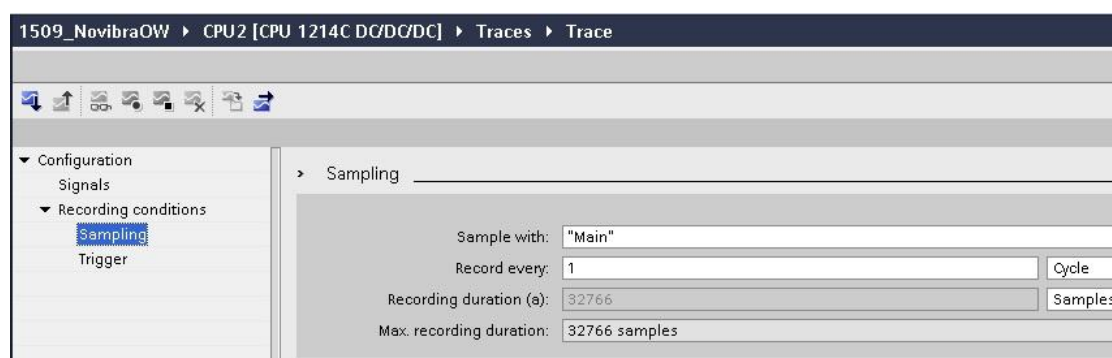 1509_NovibraOW ▸ CPU2 [CPU 1214C DC/DC/DC] ▸ Traces ▸ Trace
Configuration
Signals
Recording conditions
Sampling
Trigger
Sampling
Sample with: "Main"
Record every: 1 Cycle
Recording duration (a): 32766 Samples
Max. recording duration: 32766 samples